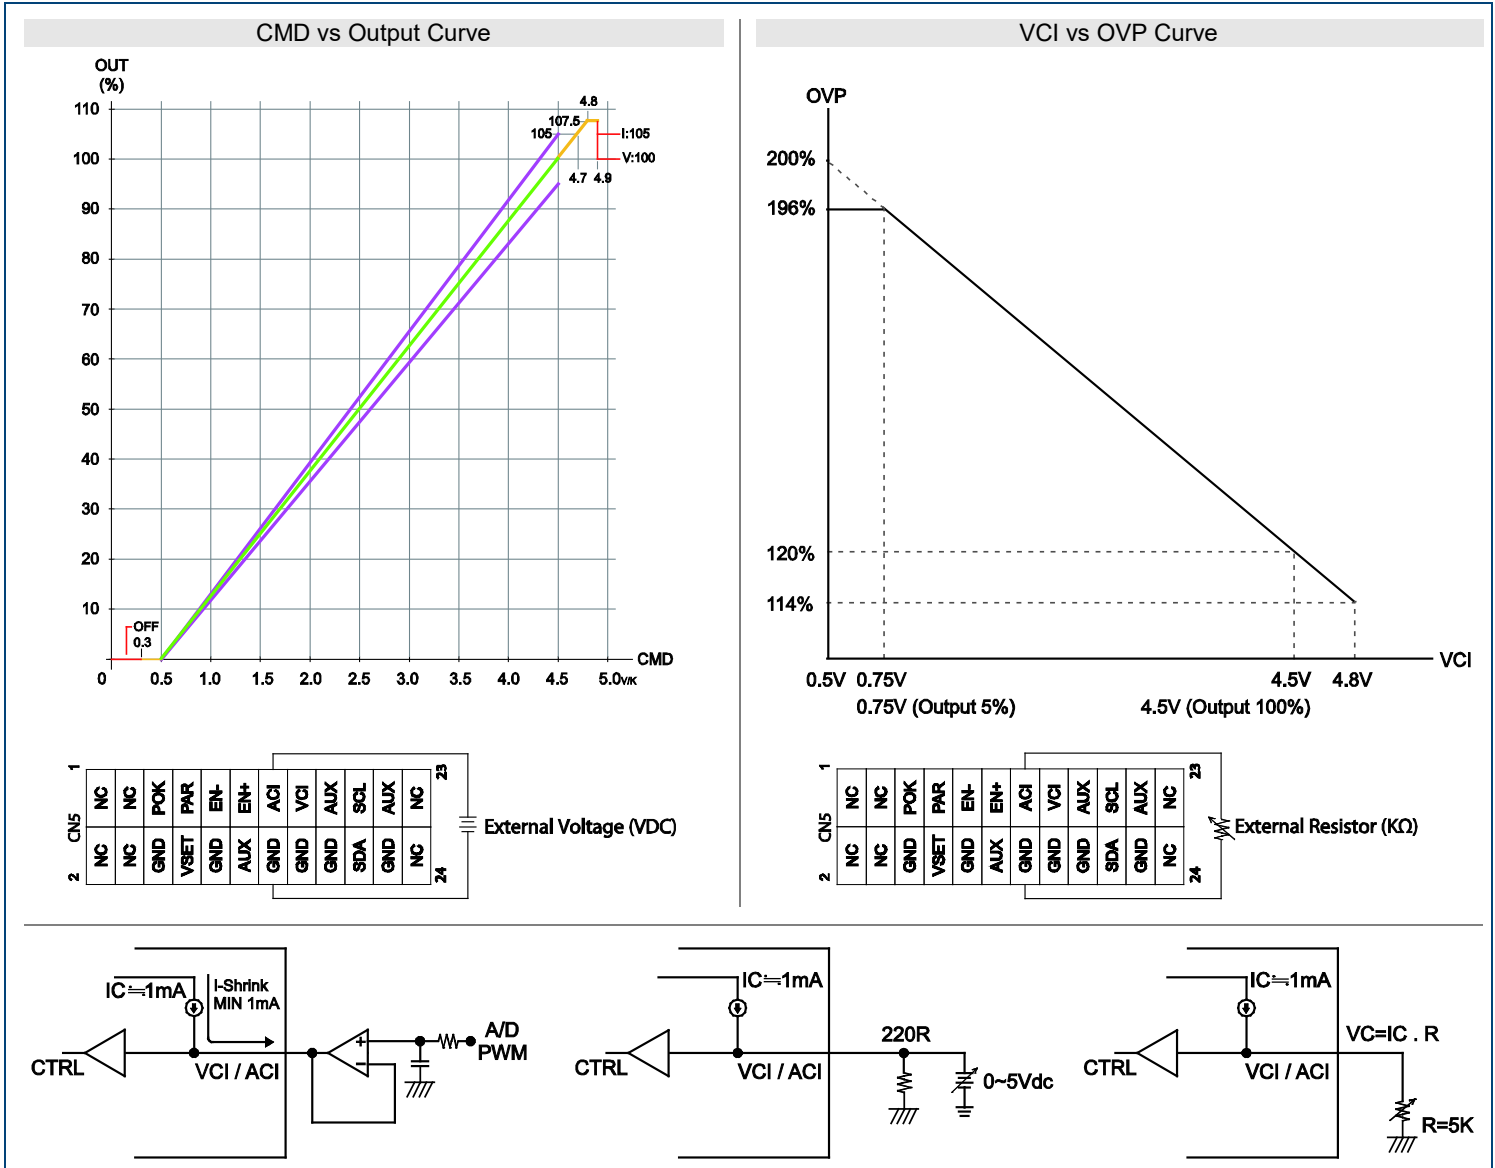 CMD vs Output Curve
OUT
(%)
110
100
90
80
70
60
50
40
30
20
10
4.8
107.5
105
I:105
V:100
4.7 4.9
OFF
0.3
CMD
0 0.5 1.0 1.5 2.0 2.5 3.0 3.5 4.0 4.5 5.0V/K
1
23
CN5
NC NC POK PAR EN- EN+ ACI VCI AUX SCL AUX NC
NC NC GND VSET GND AUX GND GND GND SDA GND NC
2
24
External Voltage (VDC)
VCI vs OVP Curve
OVP
200%
196%
120%
114%
VCI
0.5V 0.75V 4.5V 4.8V
0.75V (Output 5%) 4.5V (Output 100%)
1
23
CN5
NC NC POK PAR EN- EN+ ACI VCI AUX SCL AUX NC
NC NC GND VSET GND AUX GND GND GND SDA GND NC
2
24
External Resistor (KΩ)
IC≒1mA
I-Shrink
MIN 1mA
+
−
A/D
PWM
CTRL
VCI / ACI
IC≒1mA
220R
CTRL
VCI / ACI
0~5Vdc
IC≒1mA
VC=IC . R
CTRL
VCI / ACI
R=5K